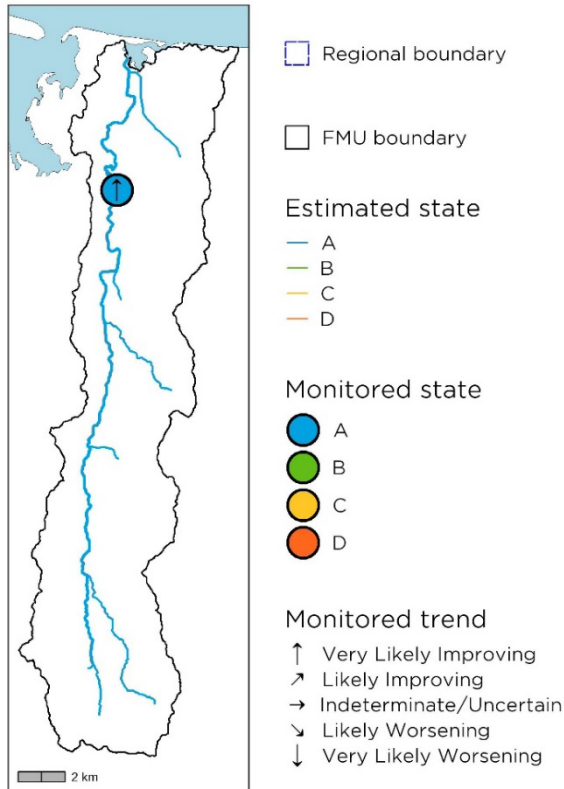 Regional boundary
FMU boundary
Estimated state
A
B
C
D
Monitored state
A
B
C
D
Monitored trend
↑ Very Likely Improving
↗ Likely Improving
→ Indeterminate/Uncertain
↘ Likely Worsening
↓ Very Likely Worsening
2 km